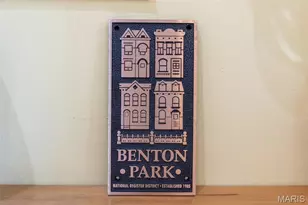 BENTON
PARK
NATIONAL REGISTER DISTRICT • ESTABLISHED 1985
MARIS